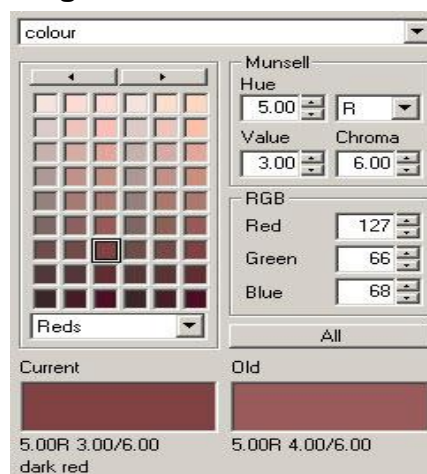 colour
Munsell
Hue
5.00 R
Value Chroma
3.00 6.00
RGB
Red 127
Green 66
Blue 68
Reds
All
Current Old
5.00R 3.00/6.00 5.00R 4.00/6.00
dark red